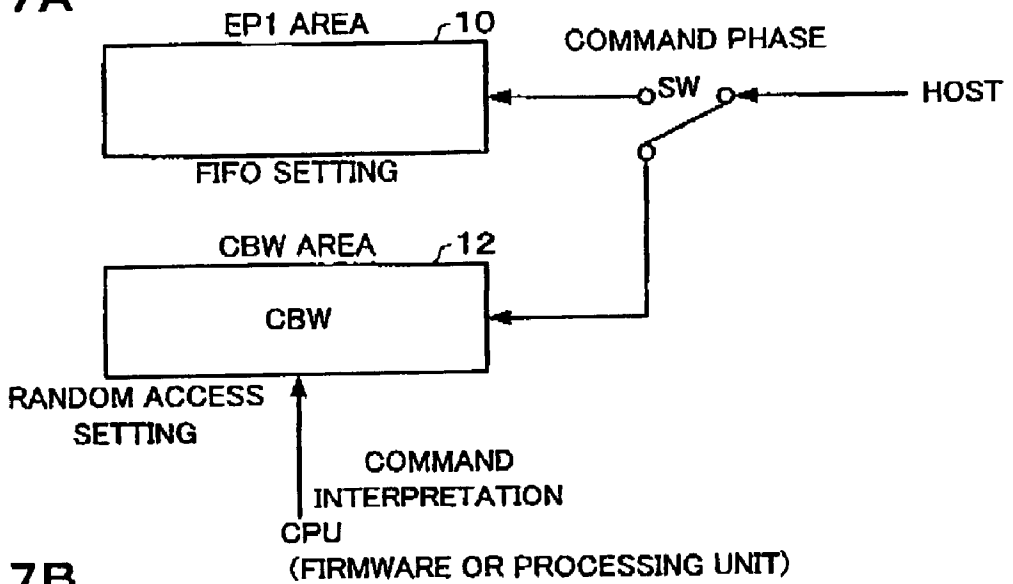 7A
EP1 AREA
10
COMMAND PHASE
SW
HOST
FIFO SETTING
CBW AREA
12
CBW
RANDOM ACCESS
SETTING
COMMAND
INTERPRETATION
CPU
(FIRMWARE OR PROCESSING UNIT)
7B